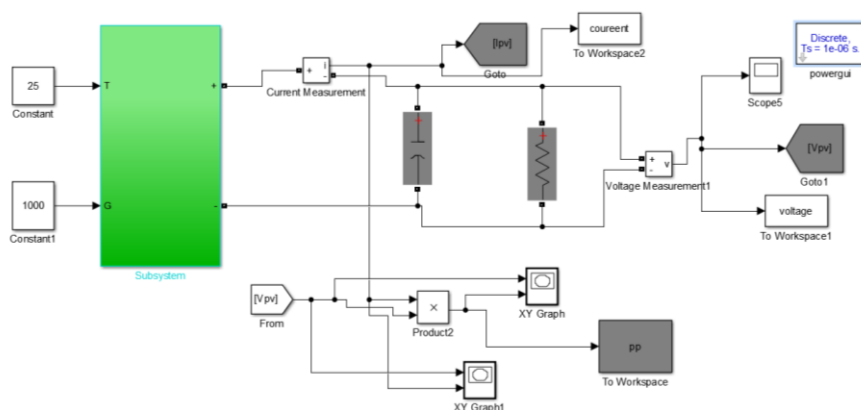 coureent
To Workspace2
[Ipv]
Goto
Discrete,
Ts = 1e-06 s.
powergui
25
Constant
T
+
+
i
-
Current Measurement
Scope5
+
+
+
-
v
Voltage Measurement1
[Vpv]
Goto1
1000
Constant1
G
-
voltage
To Workspace1
Subsystem
[Vpv]
From
×
Product2
XY Graph
pp
To Workspace
XY Graph1